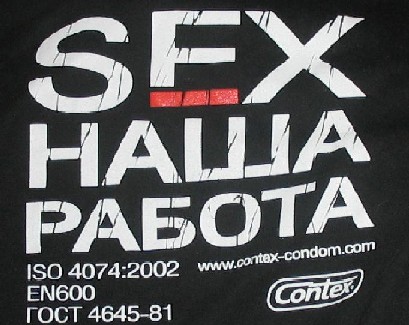 SEX
НАША
РАБОТА
ISO 4074:2002
www.contex-condom.com
EN600
ГОСТ 4645-81
Contex